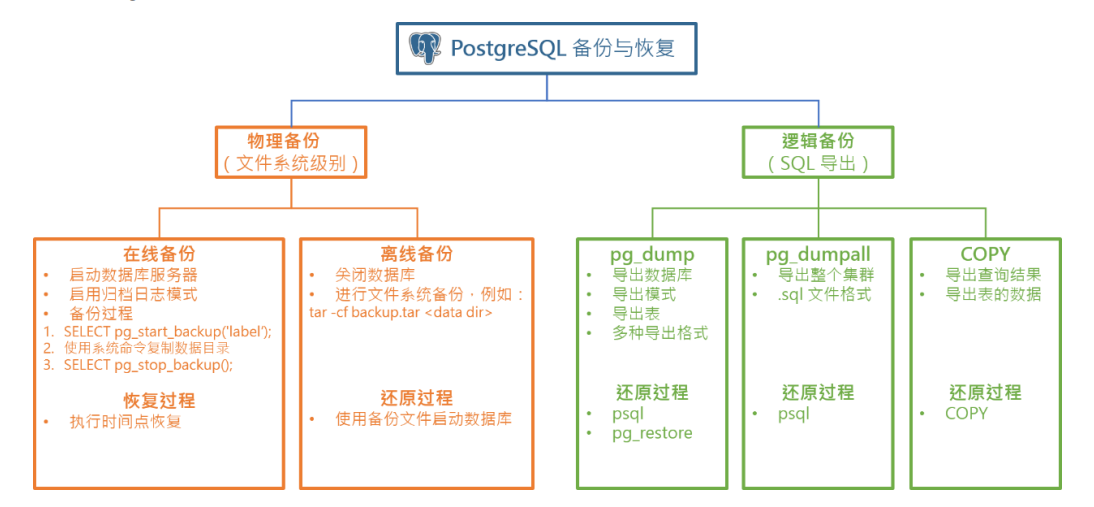 PostgreSQL 备份与恢复
物理备份
（文件系统级别）
逻辑备份
（SQL 导出）
在线备份
• 启动数据库服务器
• 启用归档日志模式
• 备份过程
1. SELECT pg_start_backup('label');
2. 使用系统命令复制数据目录
3. SELECT pg_stop_backup();
恢复过程
• 执行时间点恢复
离线备份
• 关闭数据库
• 进行文件系统备份，例如：
tar -cf backup.tar <data dir>
还原过程
• 使用备份文件启动数据库
pg_dump
• 导出数据库
• 导出模式
• 导出表
• 多种导出格式
还原过程
• psql
• pg_restore
pg_dumpall
• 导出整个集群
• .sql 文件格式
还原过程
• psql
COPY
• 导出查询结果
• 导出表的数据
还原过程
• COPY